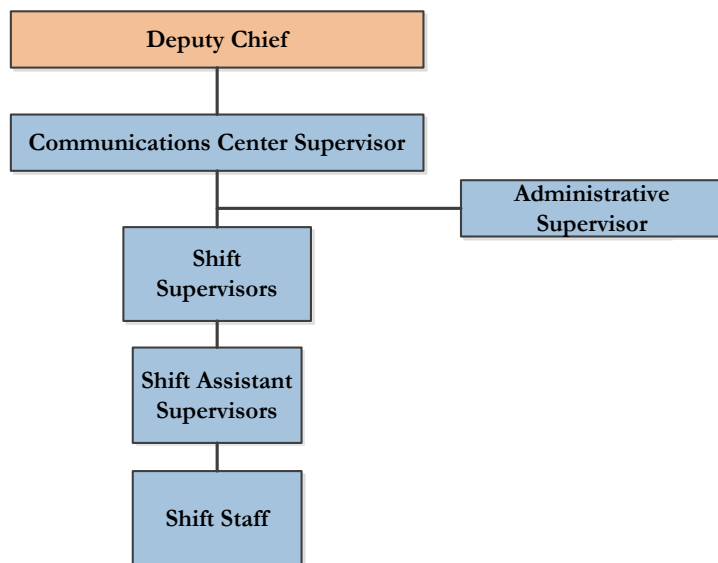 Deputy Chief
Communications Center Supervisor
Administrative
Supervisor
Shift
Supervisors
Shift Assistant
Supervisors
Shift Staff